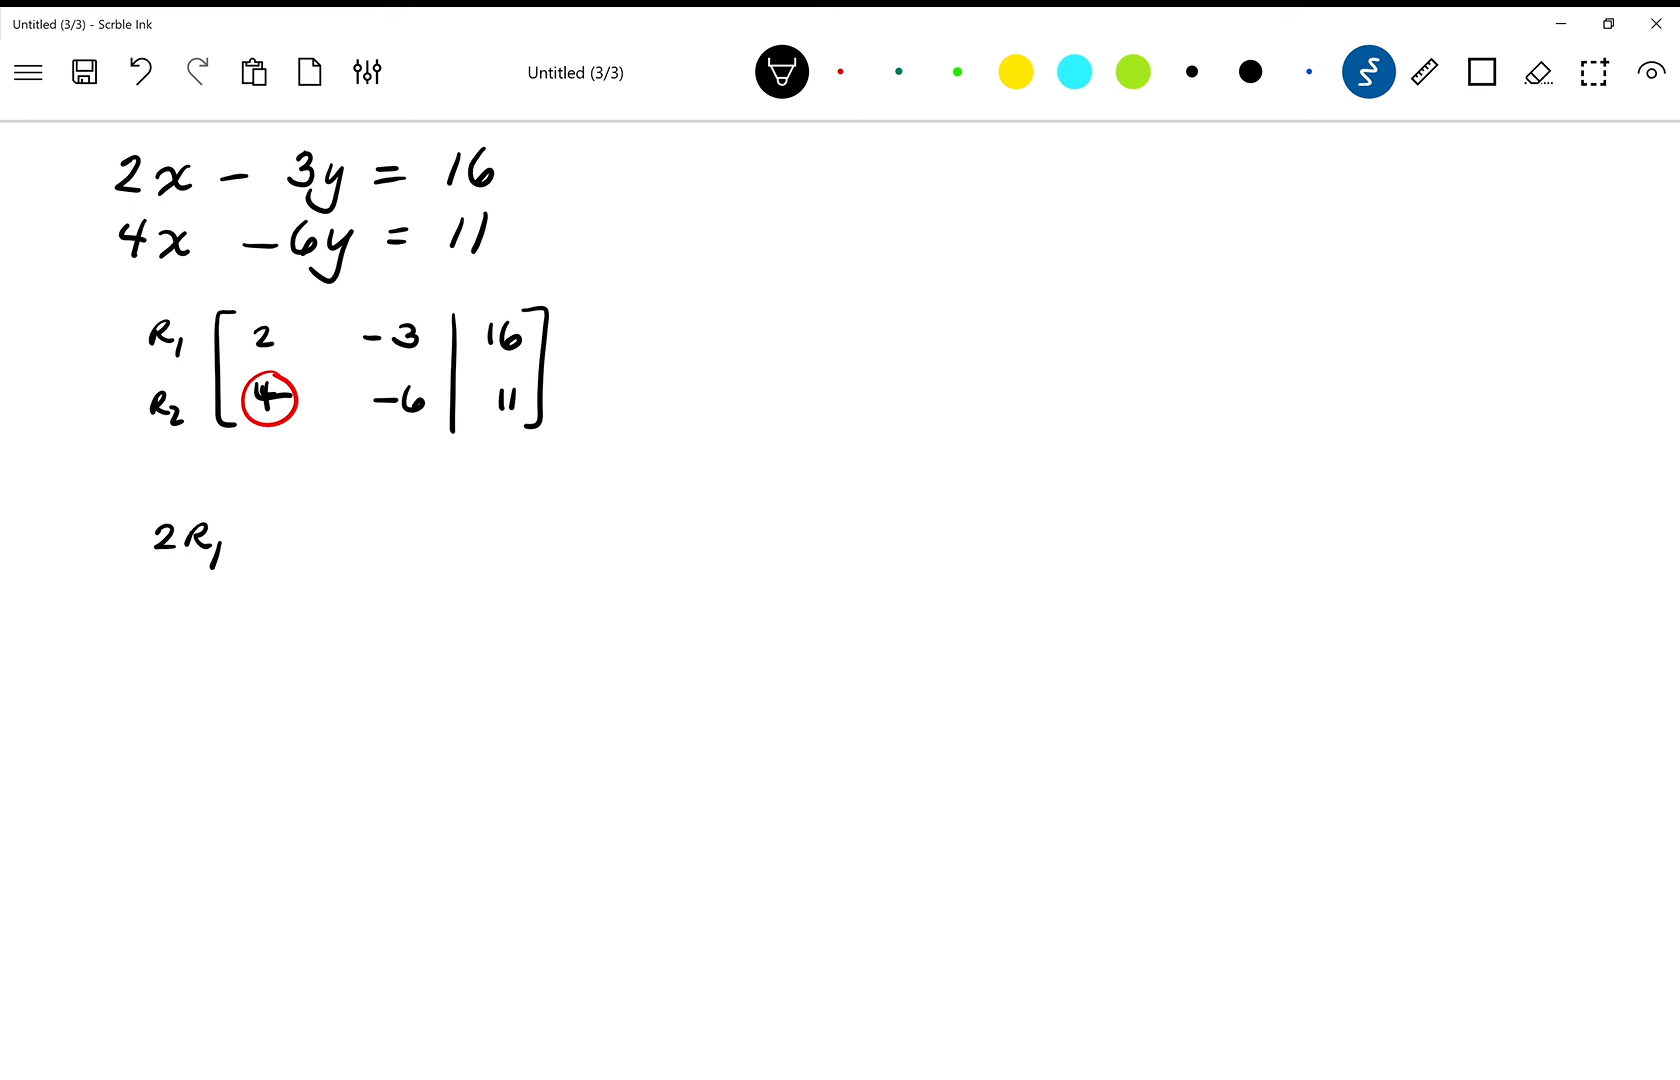 Untitled (3/3) - Scrble Ink
Untitled (3/3)
2x - 3y = 16
4x - 6y = 11
R1 [ 2 -3 | 16 ]
R2 [ 4 -6 | 11 ]
2R1